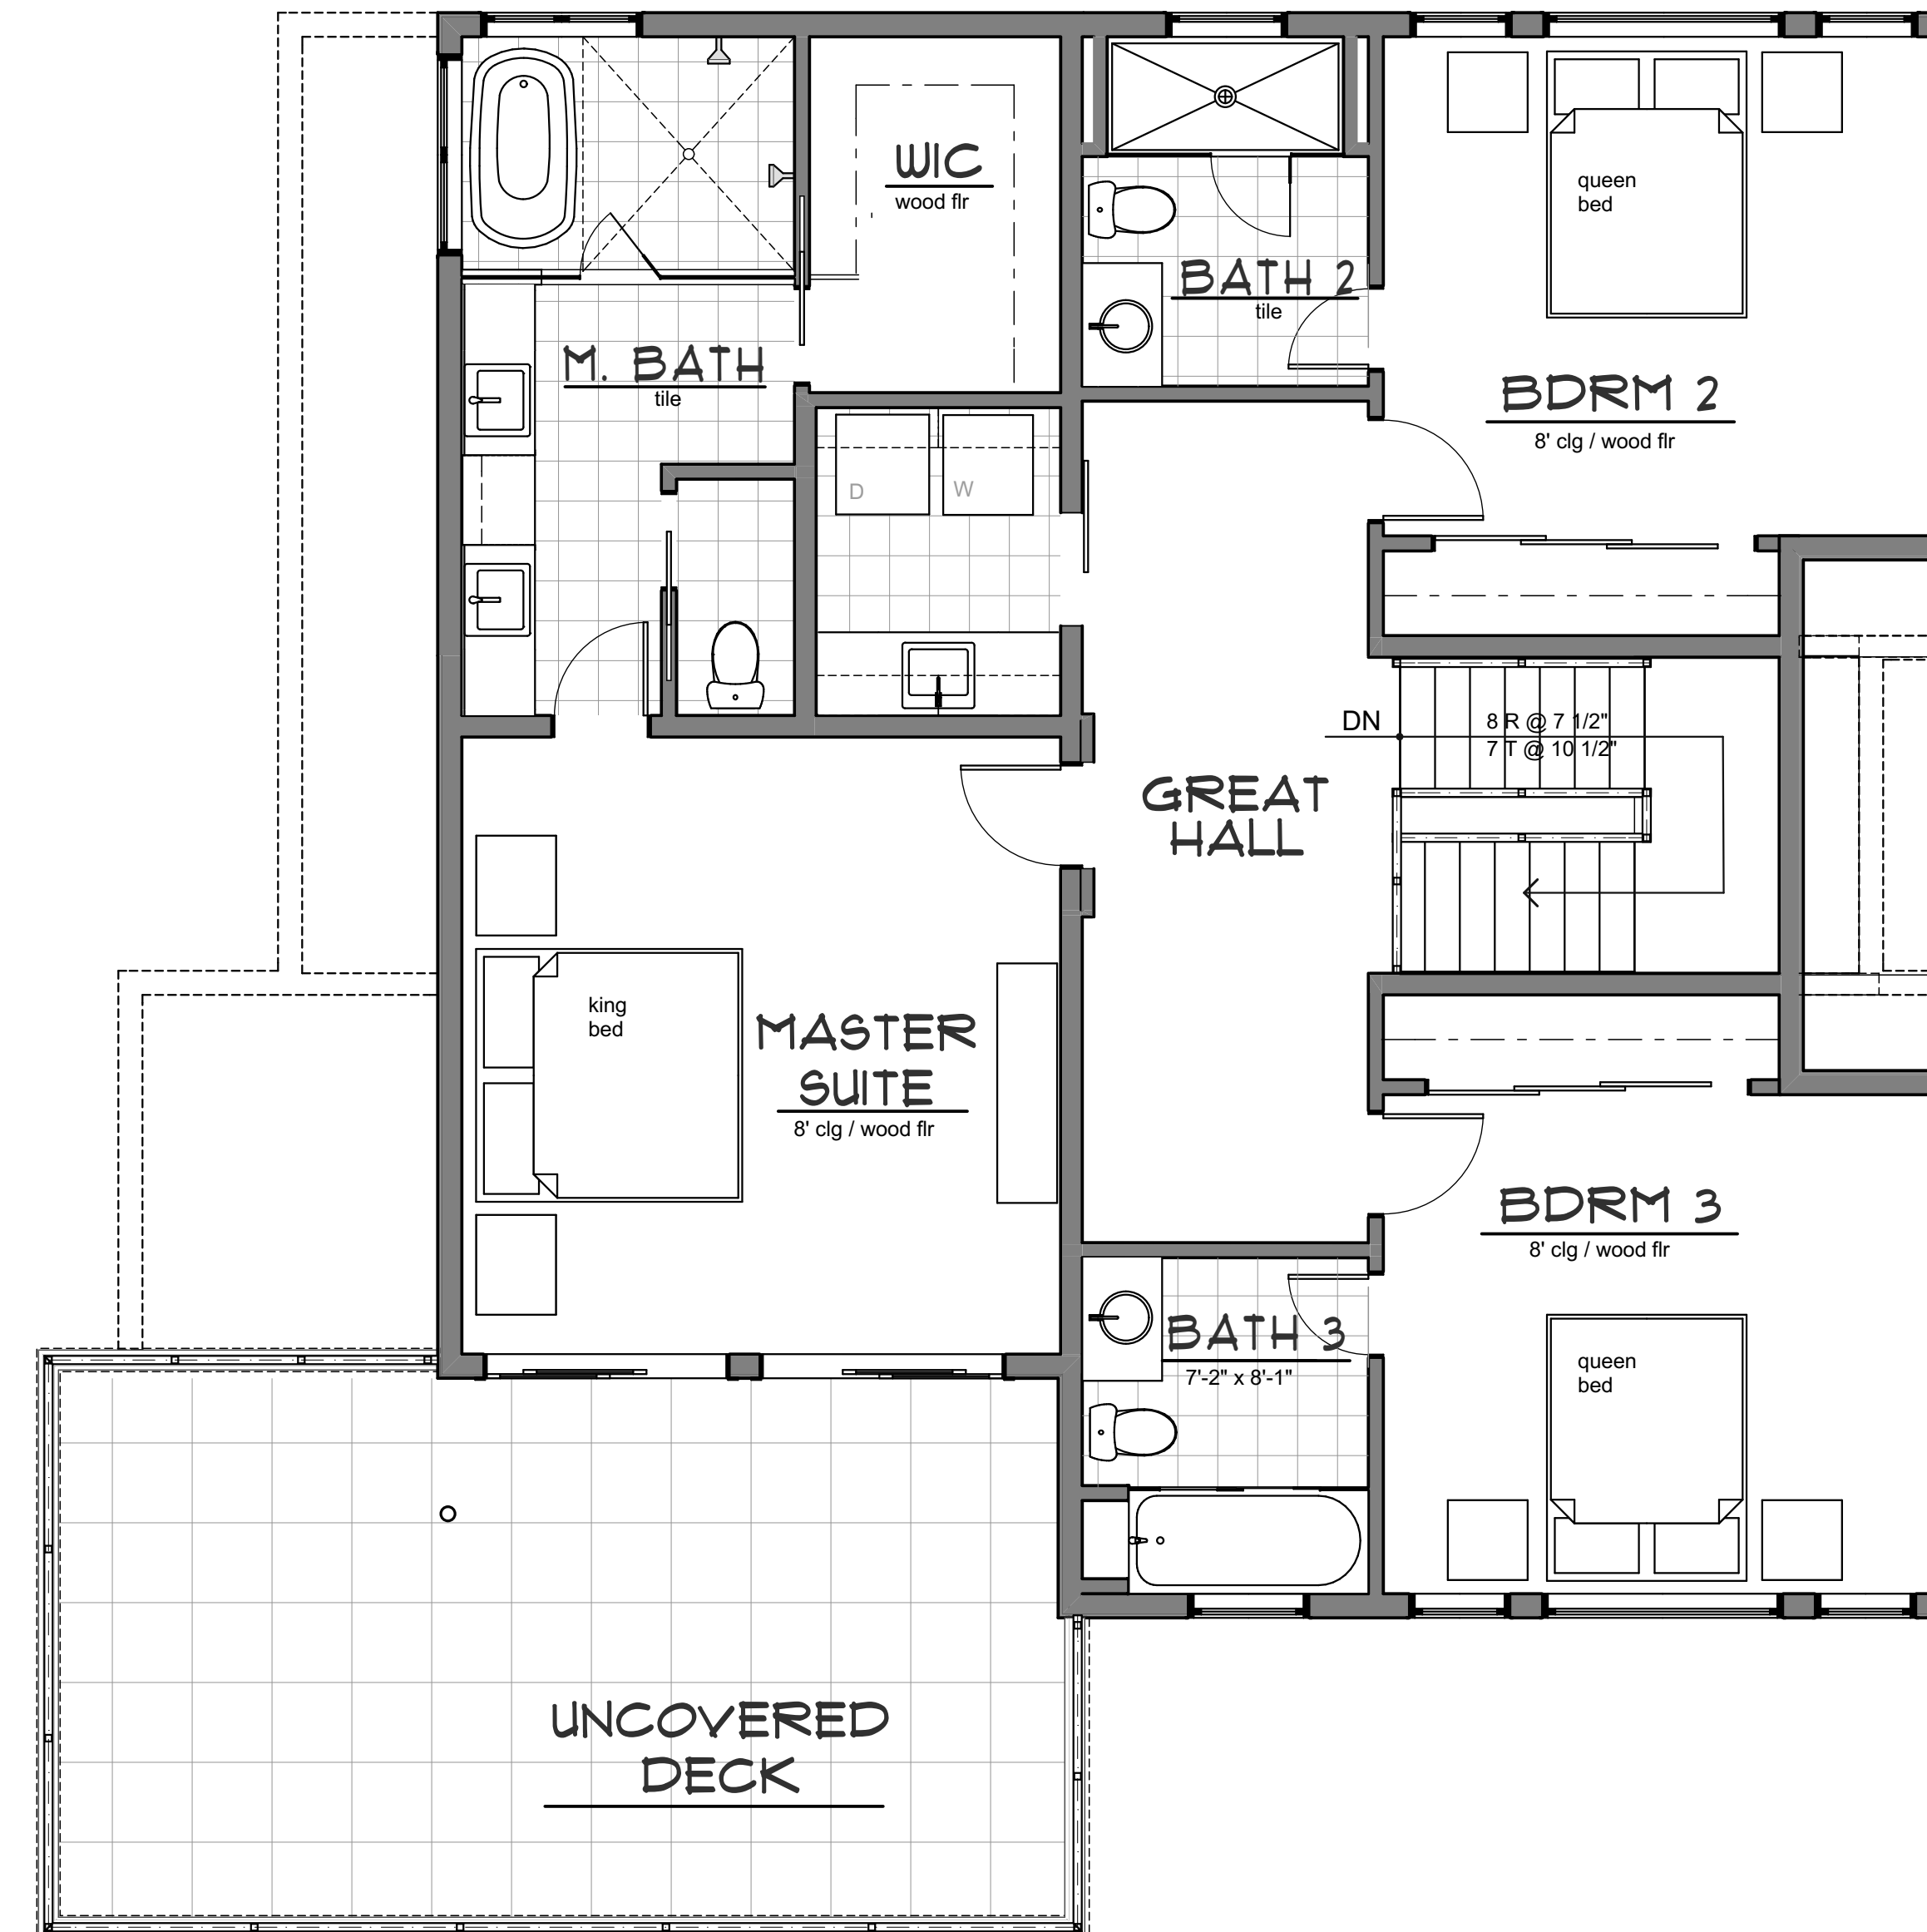 WIC
wood flr
queen
bed
BATH 2
tile
M. BATH
tile
BDRM 2
8' clg / wood flr
D
W
DN
8 R @ 7 1/2"
7 T @ 10 1/2"
GREAT
HALL
king
bed
MASTER
SUITE
8' clg / wood flr
BDRM 3
8' clg / wood flr
BATH 3
7'-2" x 8'-1"
queen
bed
UNCOVERED
DECK